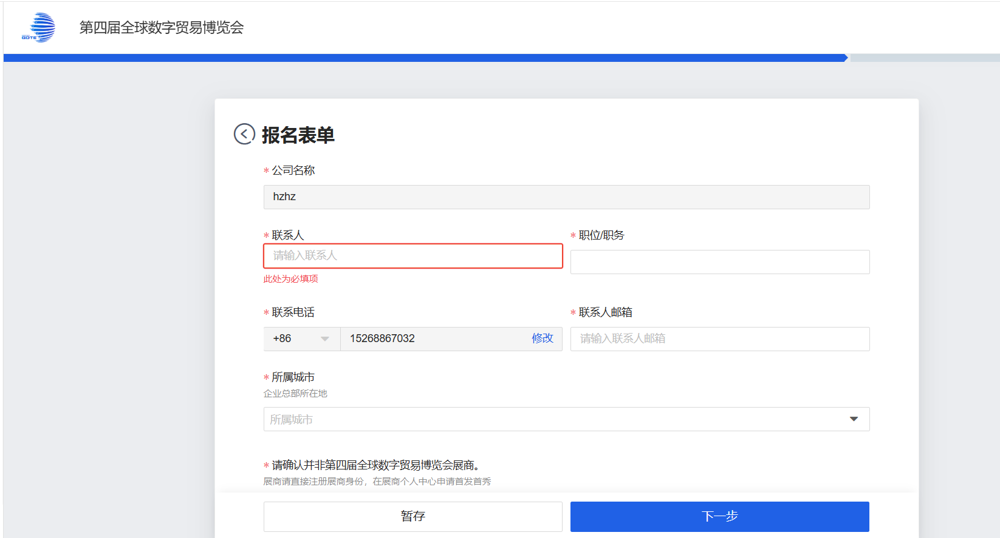 GDTE
第四届全球数字贸易博览会
报名表单
* 公司名称
hzhz
* 联系人
* 职位/职务
请输入联系人
此处为必填项
* 联系电话
* 联系人邮箱
+86
15268867032
修改
请输入联系人邮箱
* 所属城市
企业总部所在地
所属城市
* 请确认并非第四届全球数字贸易博览会展商。
展商请直接注册展商身份，在展商个人中心申请首发首秀
暂存
下一步